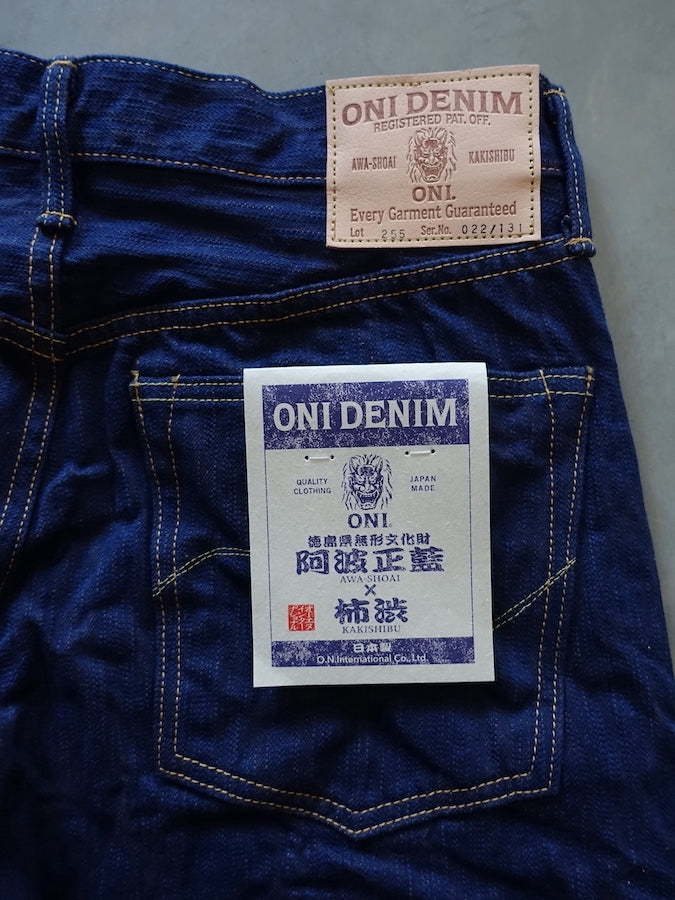 ONI DENIM
REGISTERED PAT. OFF.
AWA-SHOAI KAKISHIBU
ONI.
Every Garment Guaranteed
Lot 255 Ser.No. 022/131
ONI DENIM
QUALITY CLOTHING
JAPAN MADE
ONI.
徳島県無形文化財
阿波正藍
AWA-SHOAI
×
柿渋
KAKISHIBU
日本製
O.N.International Co., Ltd.